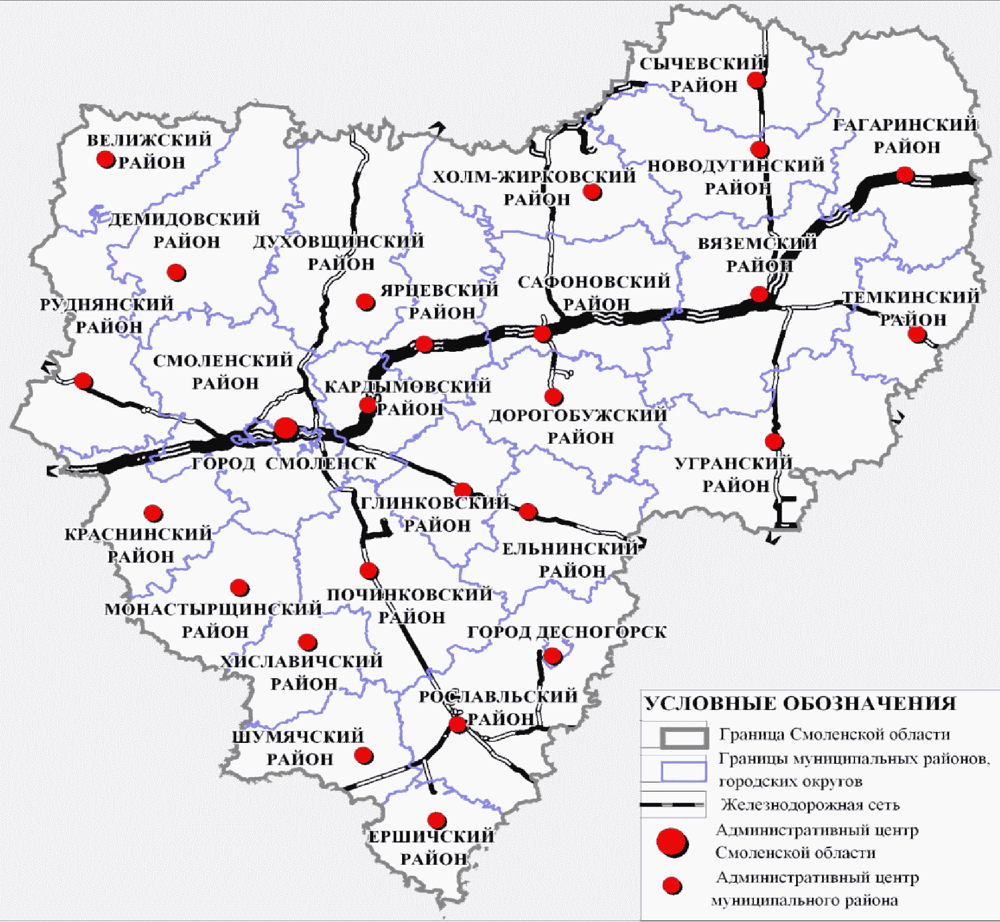 СЫЧЕВСКИЙ
РАЙОН
ГАГАРИНСКИЙ
РАЙОН
ВЕЛИЖСКИЙ
РАЙОН
ХОЛМ-ЖИРКОВСКИЙ
РАЙОН
НОВОДУГИНСКИЙ
РАЙОН
ДЕМИДОВСКИЙ
РАЙОН
ДУХОВЩИНСКИЙ
РАЙОН
ВЯЗЕМСКИЙ
РАЙОН
ЯРЦЕВСКИЙ
РАЙОН
САФОНОВСКИЙ
РАЙОН
ТЕМКИНСКИЙ
РАЙОН
РУДНЯНСКИЙ
РАЙОН
СМОЛЕНСКИЙ
РАЙОН
КАРДЫМОВСКИЙ
РАЙОН
ДОРОГОБУЖСКИЙ
РАЙОН
ГОРОД СМОЛЕНСК
УГРАНСКИЙ
РАЙОН
ГЛИНКОВСКИЙ
РАЙОН
КРАСНИНСКИЙ
РАЙОН
ЕЛЬНИНСКИЙ
РАЙОН
МОНАСТЫРЩИНСКИЙ
РАЙОН
ПОЧИНКОВСКИЙ
РАЙОН
ГОРОД ДЕСНОГОРСК
ХИСЛАВИЧСКИЙ
РАЙОН
РОСЛАВЛЬСКИЙ
РАЙОН
ШУМЯЧСКИЙ
РАЙОН
ЕРШИЧСКИЙ
РАЙОН
УСЛОВНЫЕ ОБОЗНАЧЕНИЯ
Граница Смоленской области
Границы муниципальных районов,
городских округов
Железнодорожная сеть
Административный центр
Смоленской области
Административный центр
муниципального района